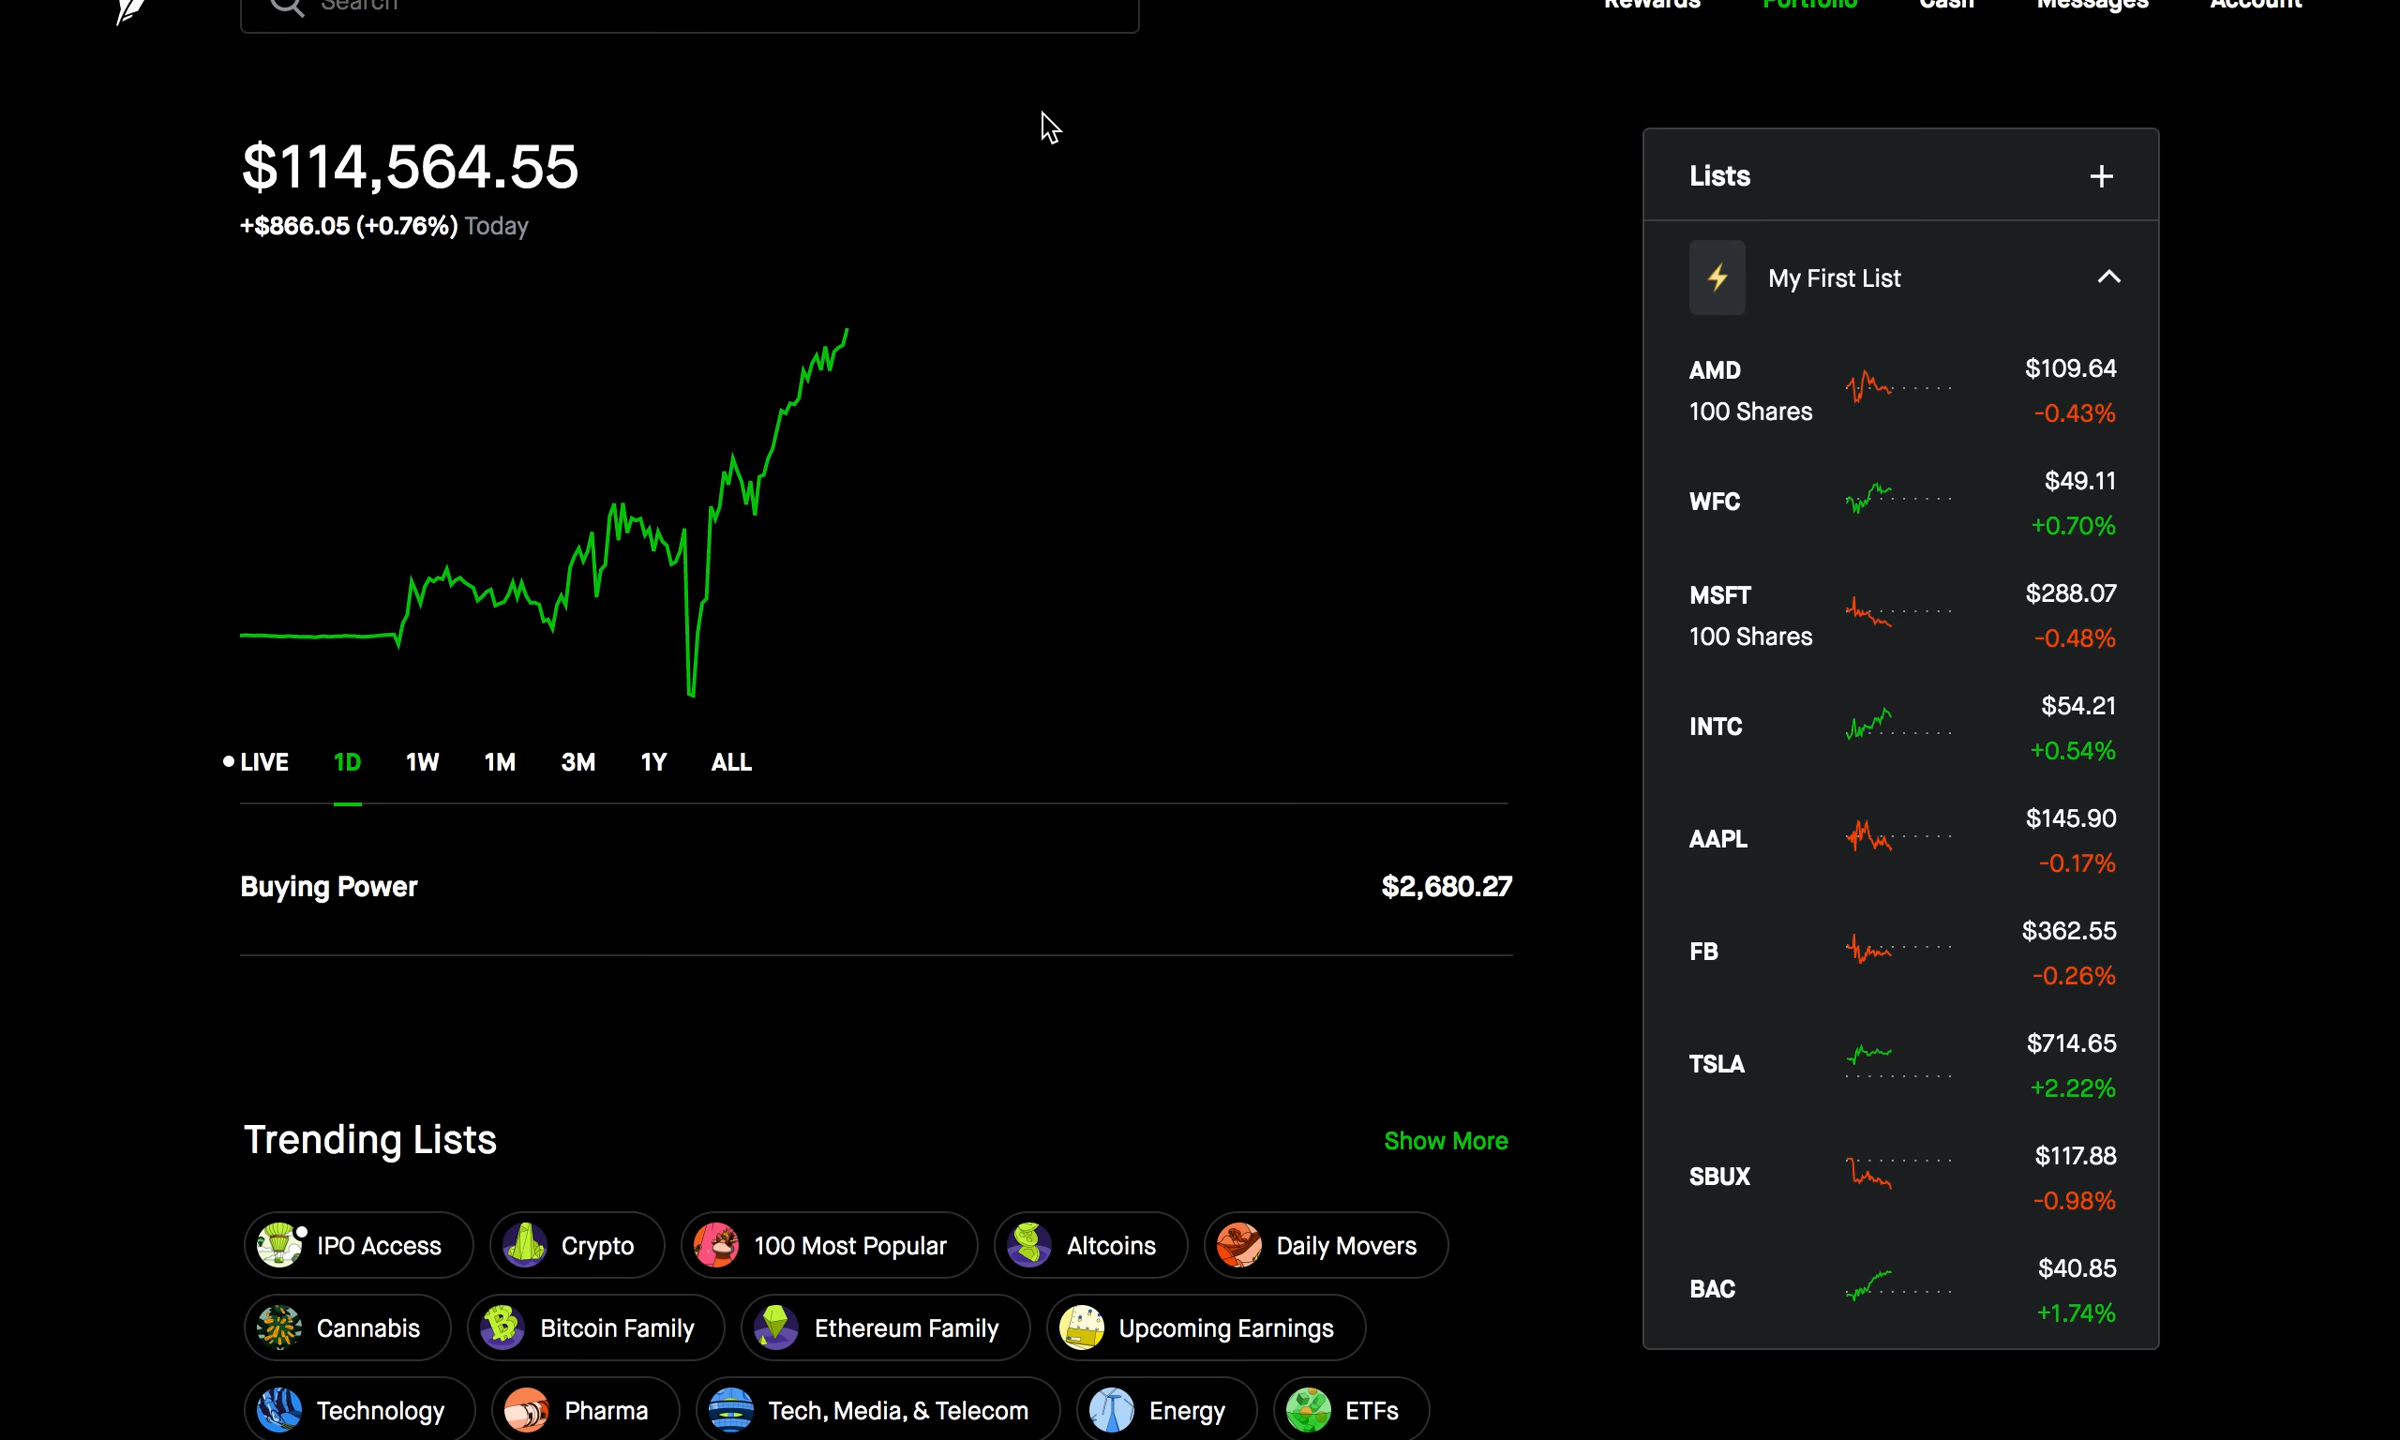 Search
Rewards Portfolio Cash Messages Account
$114,564.55
+$866.05 (+0.76%) Today
LIVE 1D 1W 1M 3M 1Y ALL
Buying Power $2,680.27
Trending Lists Show More
IPO Access Crypto 100 Most Popular Altcoins Daily Movers
Cannabis Bitcoin Family Ethereum Family Upcoming Earnings
Technology Pharma Tech, Media, & Telecom Energy ETFs
Lists +
My First List
AMD $109.64
100 Shares -0.43%
WFC $49.11
+0.70%
MSFT $288.07
100 Shares -0.48%
INTC $54.21
+0.54%
AAPL $145.90
-0.17%
FB $362.55
-0.26%
TSLA $714.65
+2.22%
SBUX $117.88
-0.98%
BAC $40.85
+1.74%